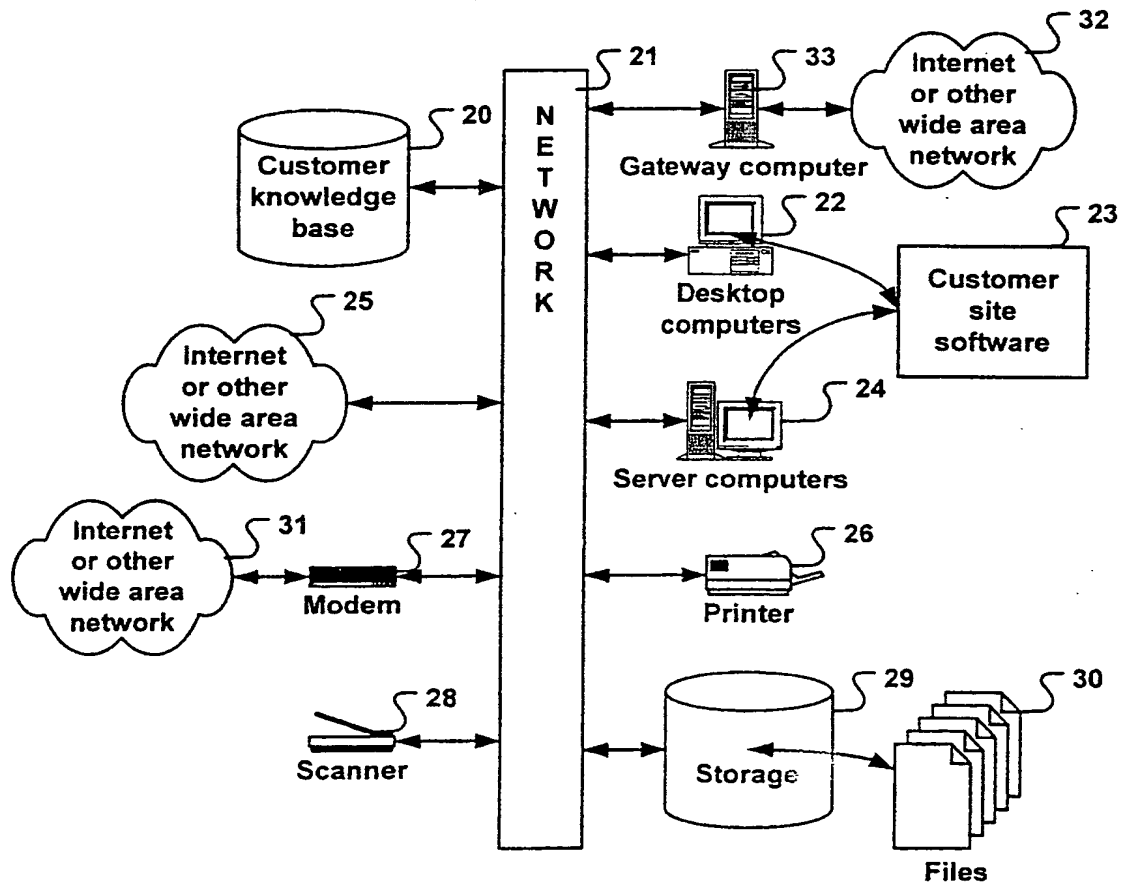 32
21
33
Internet
or other
wide area
network
20
NETWORK
Customer
knowledge
base
Gateway computer
22
23
Desktop
computers
Customer
site
software
25
Internet
or other
wide area
network
24
Server computers
31
Internet
or other
wide area
network
27
Modem
26
Printer
28
Scanner
29
Storage
30
Files